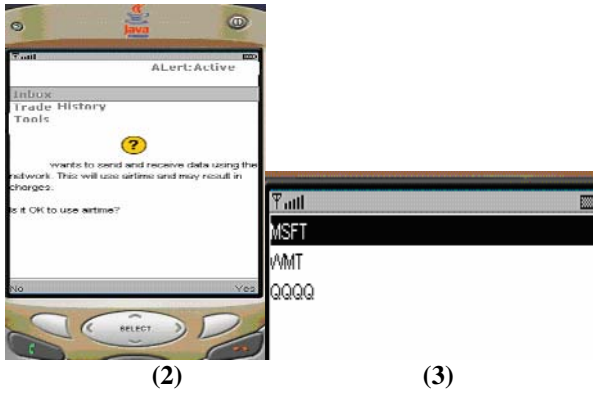 Java
ALert:Active
Inbox
Trade History
Tools
?
wants to send and receive data using the
network. This will use airtime and may result in
charges.
Is it OK to use airtime?
No Yes
SELECT
MSFT
WMT
QQQQ
(2) (3)